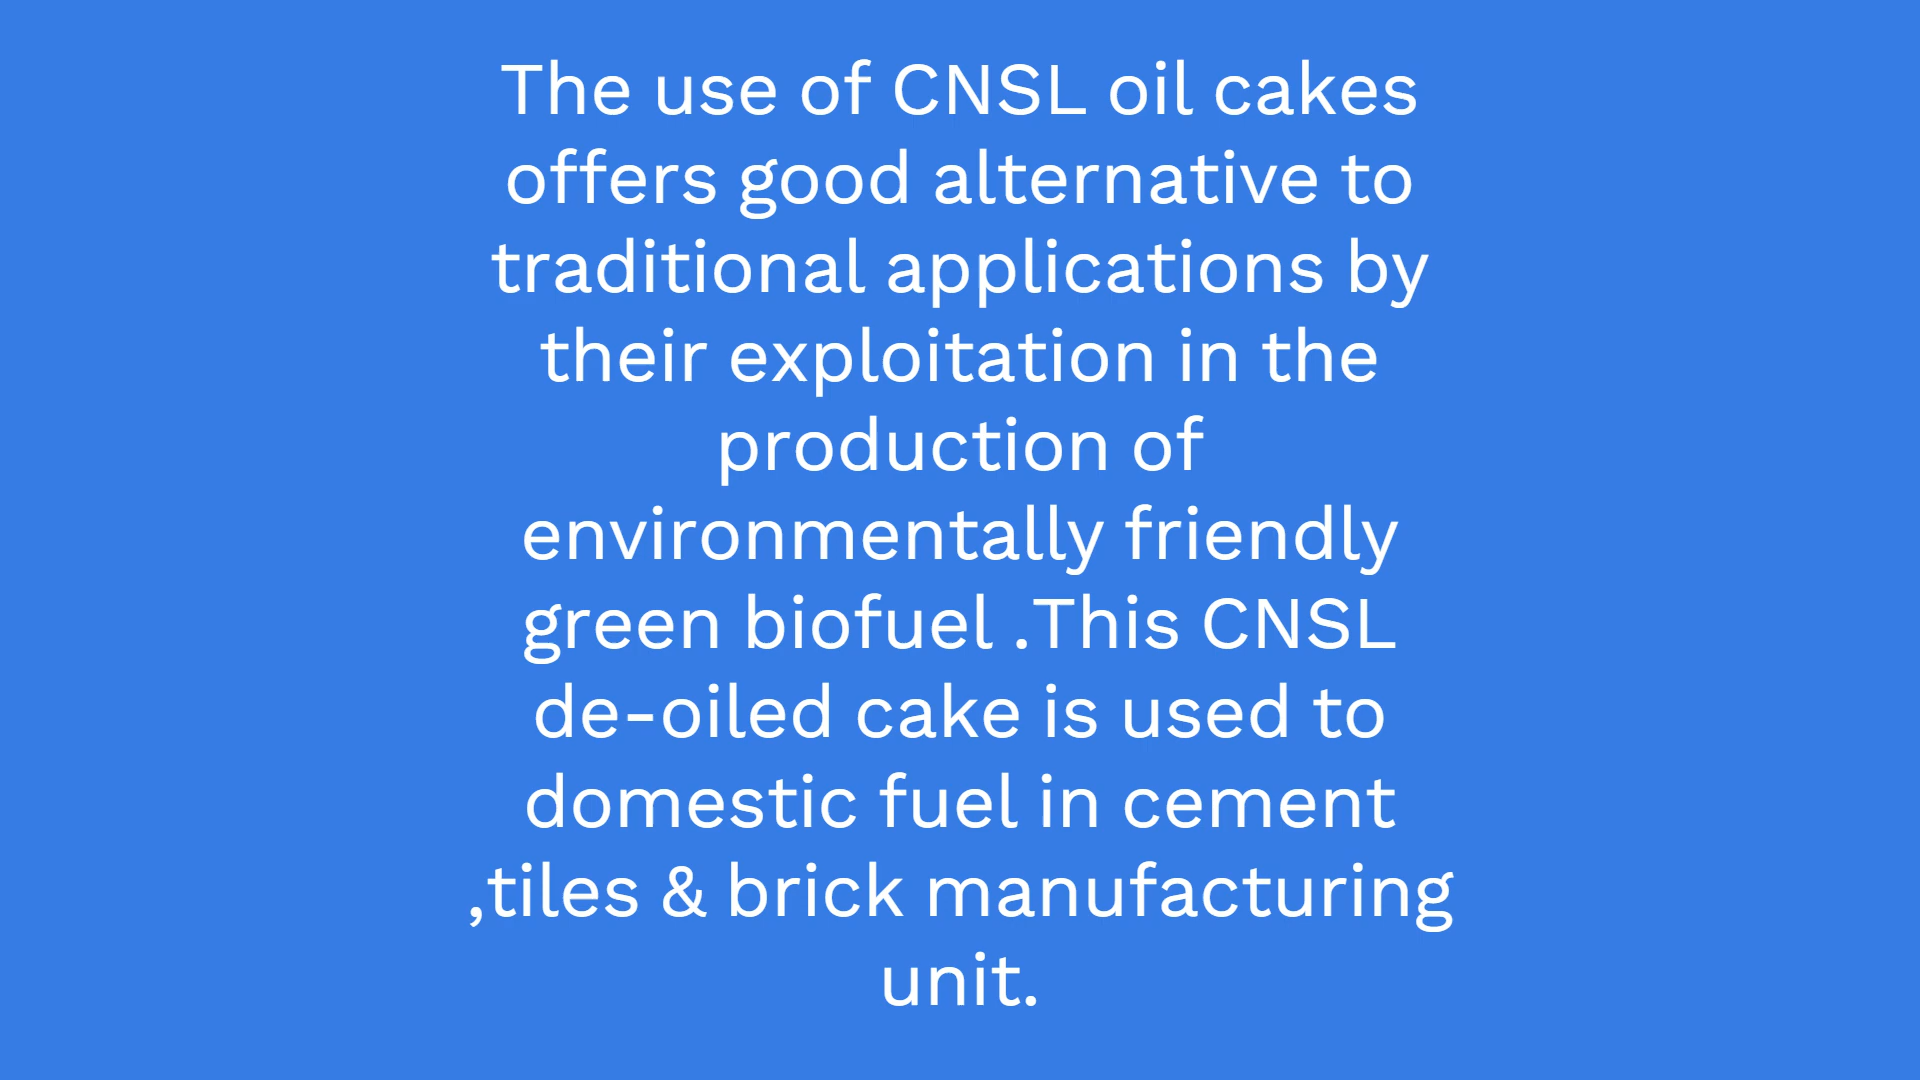 The use of CNSL oil cakes
offers good alternative to
traditional applications by
their exploitation in the
production of
environmentally friendly
green biofuel .This CNSL
de-oiled cake is used to
domestic fuel in cement
,tiles & brick manufacturing
unit.